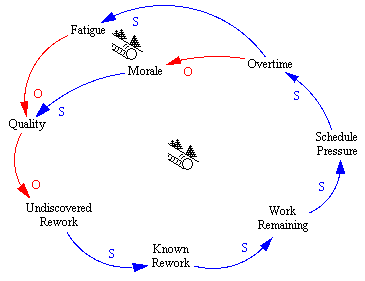 S
Fatigue
Overtime
Morale
O
S
O
S
Quality
Schedule
Pressure
O
S
Undiscovered
Rework
Work
Remaining
S
S
Known
Rework